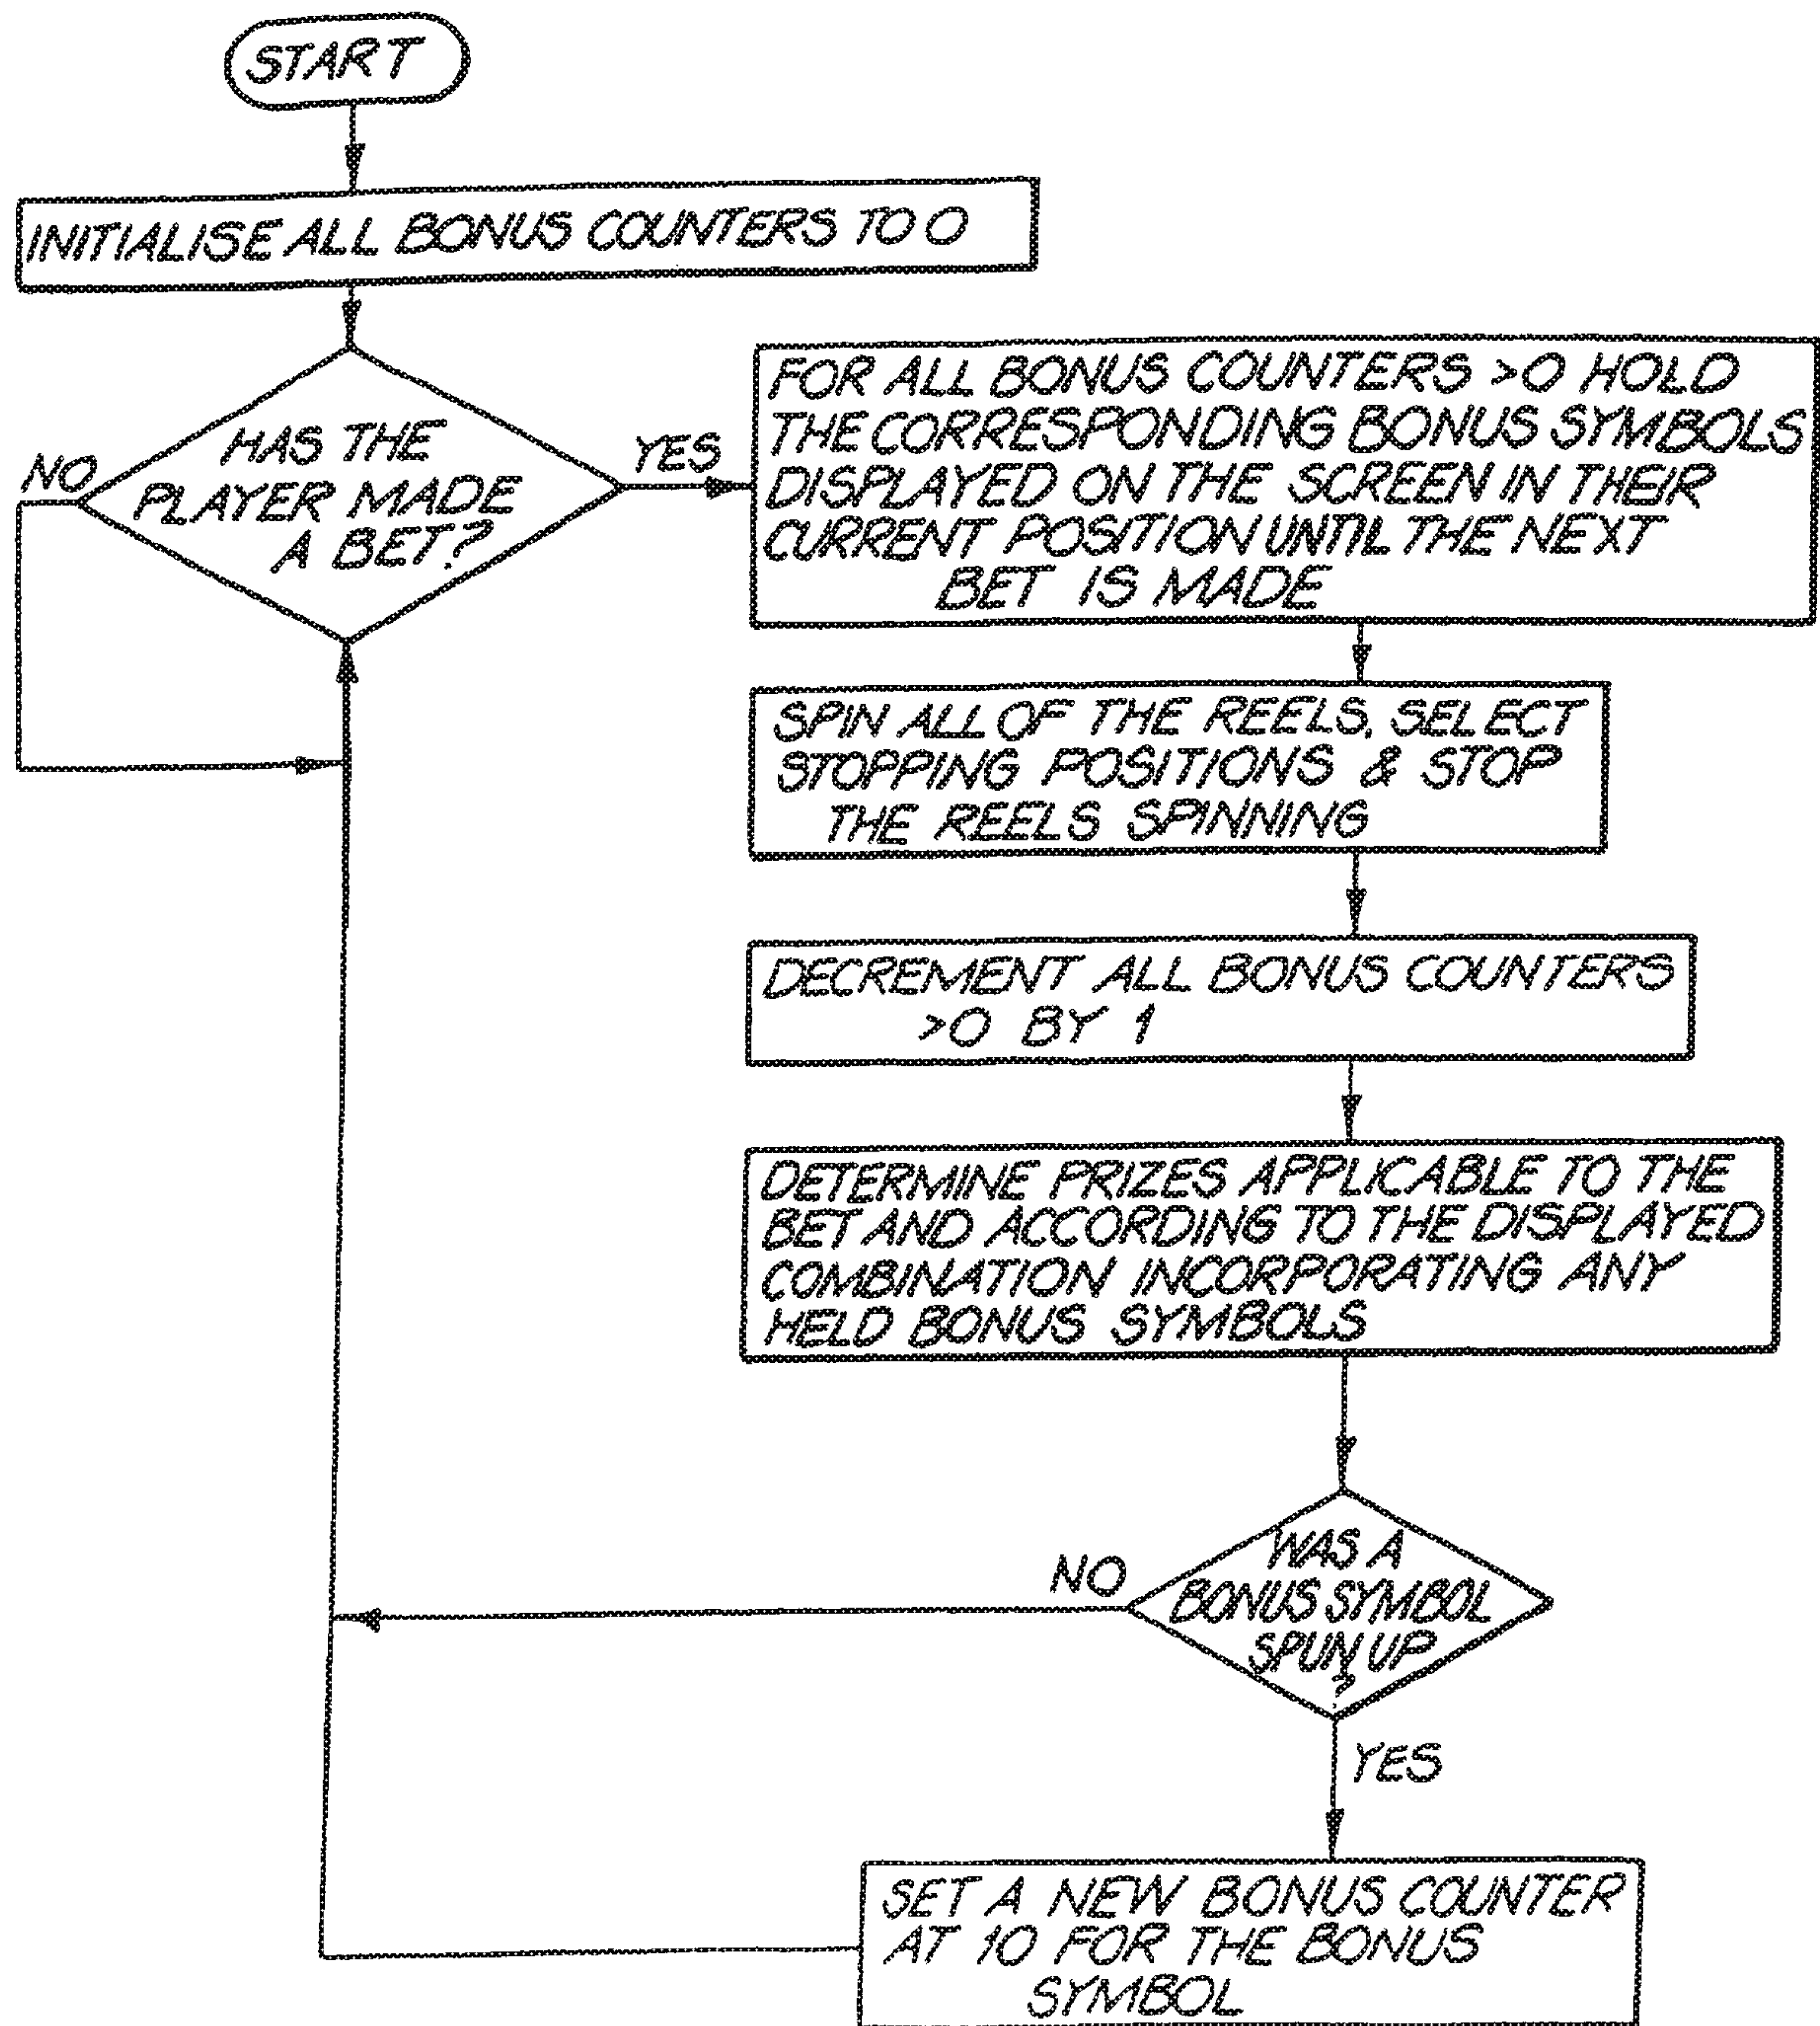 START
INITIALISE ALL BONUS COUNTERS TO 0
HAS THE
PLAYER MADE
A BET?
NO
YES
FOR ALL BONUS COUNTERS >0 HOLD
THE CORRESPONDING BONUS SYMBOLS
DISPLAYED ON THE SCREEN IN THEIR
CURRENT POSITION UNTIL THE NEXT
BET IS MADE
SPIN ALL OF THE REELS, SELECT
STOPPING POSITIONS & STOP
THE REELS SPINNING
DECREMENT ALL BONUS COUNTERS
>0 BY 1
DETERMINE PRIZES APPLICABLE TO THE
BET AND ACCORDING TO THE DISPLAYED
COMBINATION INCORPORATING ANY
HELD BONUS SYMBOLS
WAS A
BONUS SYMBOL
SPUN UP
?
NO
YES
SET A NEW BONUS COUNTER
AT 10 FOR THE BONUS
SYMBOL